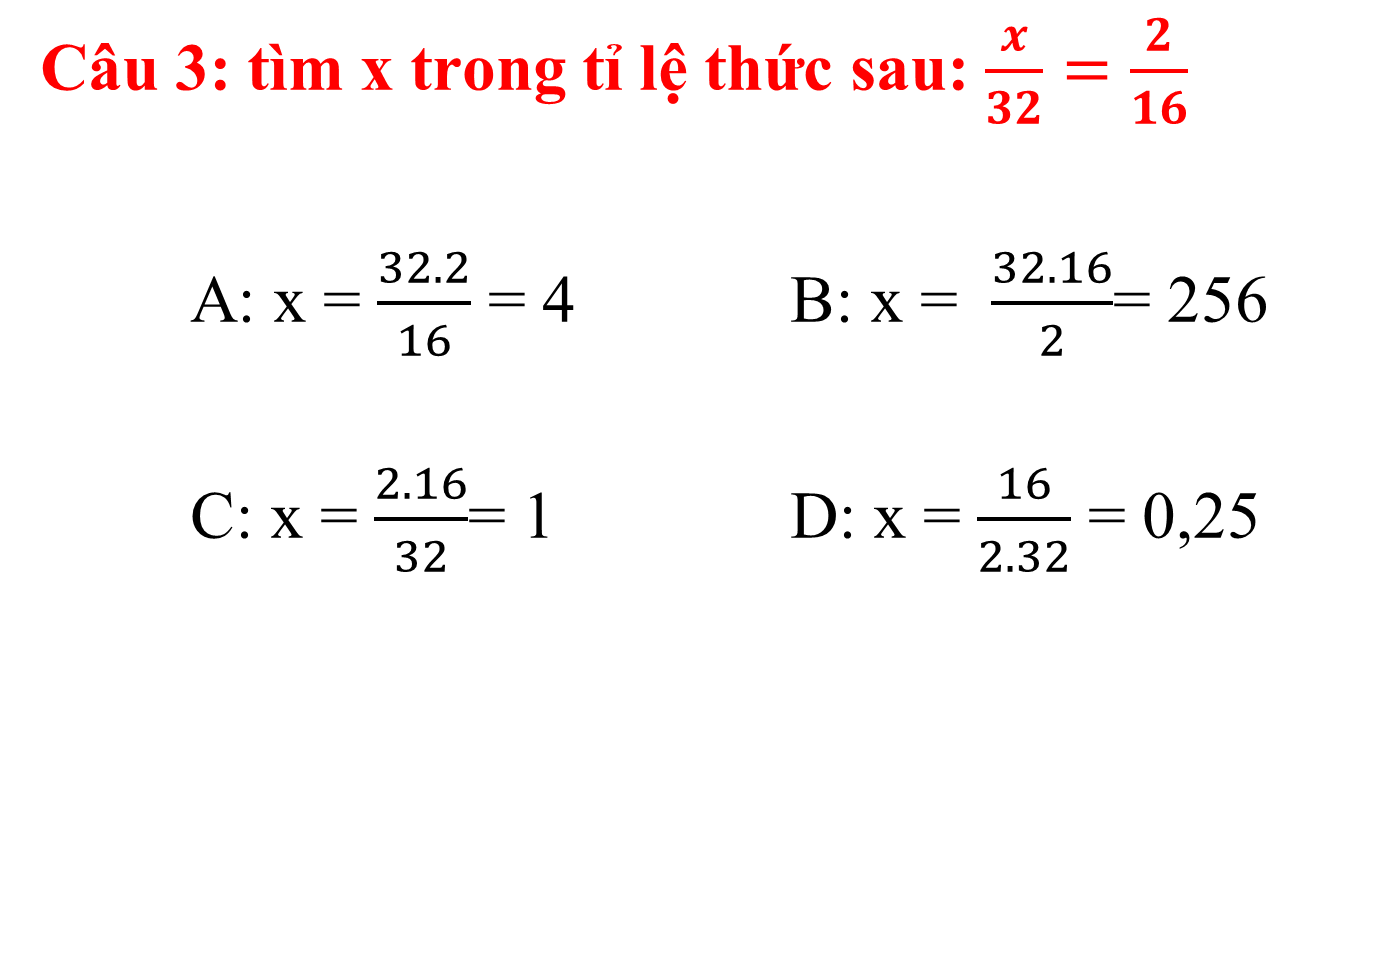 Câu 3: tìm x trong tỉ lệ thức sau: x/32 = 2/16
A: x = 32.2/16 = 4
B: x = 32.16/2 = 256
C: x = 2.16/32 = 1
D: x = 16/2.32 = 0,25